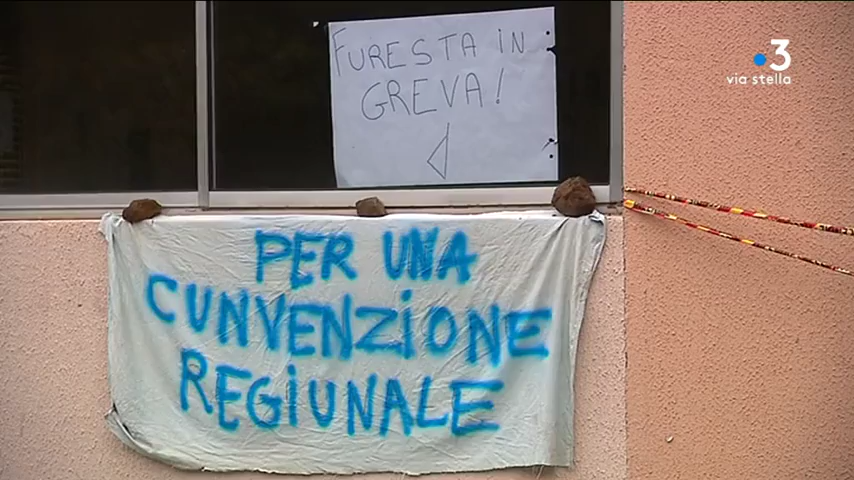 FURESTA IN
GREVA!
3
via stella
PER UNA
CUNVENZIONE
REGIUNALE